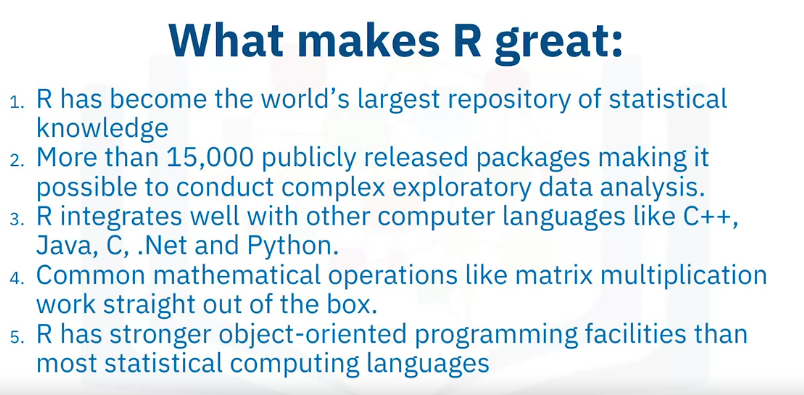 What makes R great:
1. R has become the world's largest repository of statistical
knowledge
2. More than 15,000 publicly released packages making it
possible to conduct complex exploratory data analysis.
3. R integrates well with other computer languages like C++,
Java, C, .Net and Python.
4. Common mathematical operations like matrix multiplication
work straight out of the box.
5. R has stronger object-oriented programming facilities than
most statistical computing languages